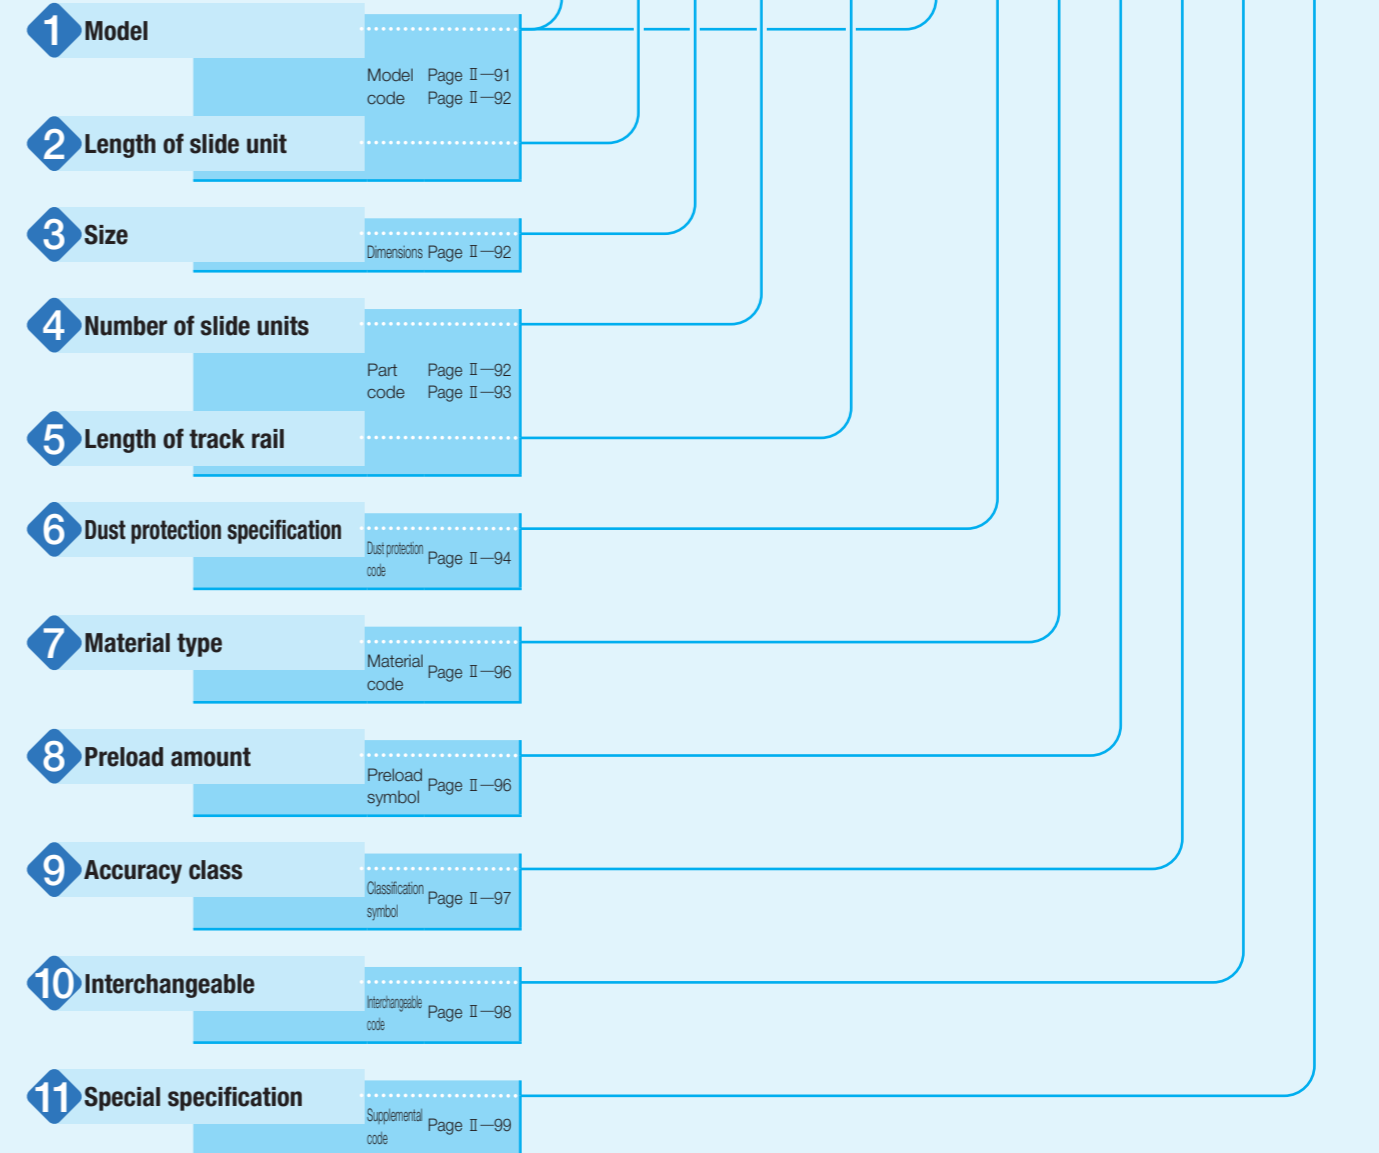 1 Model
Model Page Ⅱ—91
code Page Ⅱ—92
2 Length of slide unit
3 Size
Dimensions Page Ⅱ—92
4 Number of slide units
Part Page Ⅱ—92
code Page Ⅱ—93
5 Length of track rail
6 Dust protection specification
Dust protection
code
Page Ⅱ—94
7 Material type
Material
code
Page Ⅱ—96
8 Preload amount
Preload
symbol
Page Ⅱ—96
9 Accuracy class
Classification
symbol
Page Ⅱ—97
10 Interchangeable
Interchangeable
code
Page Ⅱ—98
11 Special specification
Supplemental
code
Page Ⅱ—99